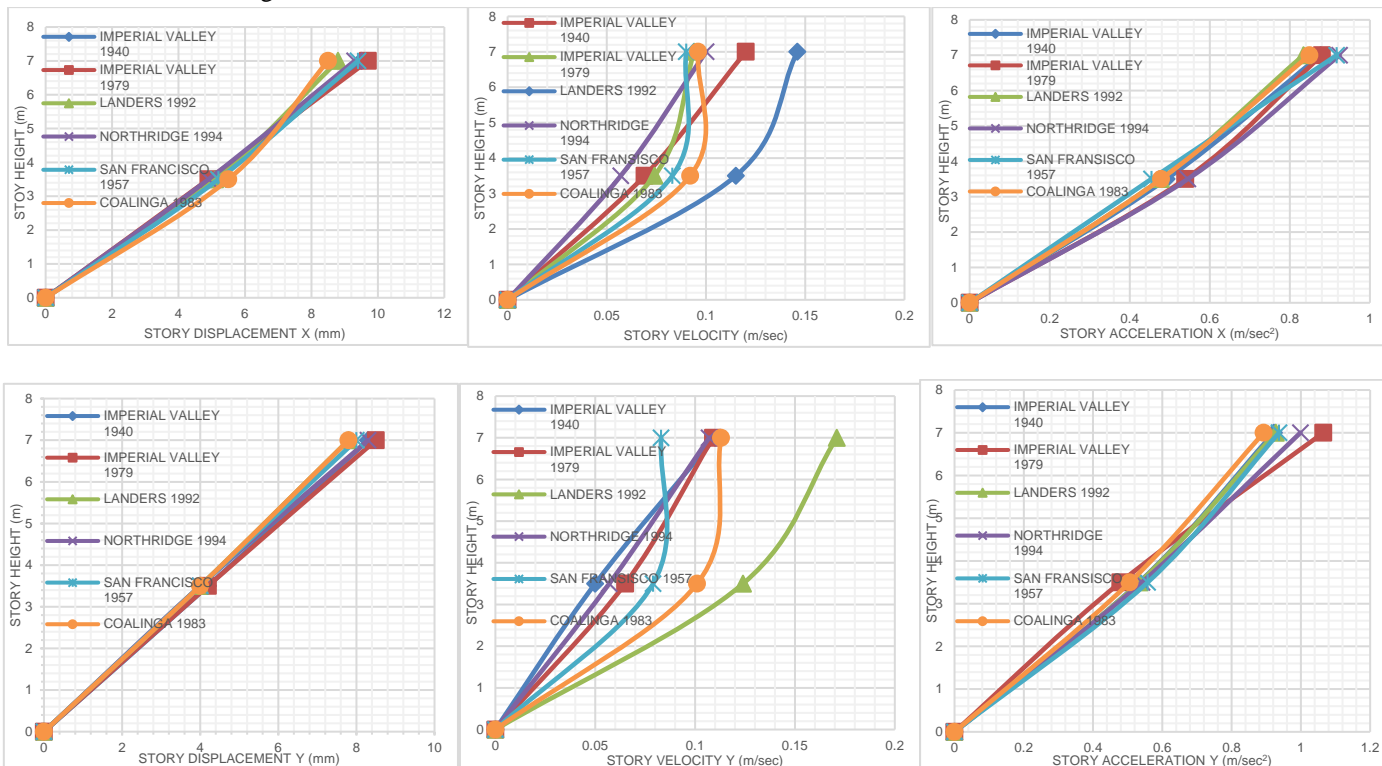 8
7
6
5
4
3
2
1
0
STOY HEIGHT (m)
IMPERIAL VALLEY
1940
IMPERIAL VALLEY
1979
LANDERS 1992
NORTHRIDGE 1994
SAN FRANCISCO
1957
COALINGA 1983
0 2 4 6 8 10 12
STORY DISPLACEMENT X (mm)
8
7
6
5
4
3
2
1
0
STORY HEIGHT (m)
IMPERIAL VALLEY
1940
IMPERIAL VALLEY
1979
LANDERS 1992
NORTHRIDGE
1994
SAN FRANSISCO
1957
COALINGA 1983
0 0.05 0.1 0.15 0.2
STORY VELOCITY (m/sec)
8
7
6
5
4
3
2
1
0
STORY HEIGHT (m)
IMPERIAL VALLEY
1940
IMPERIAL VALLEY
1979
LANDERS 1992
NORTHRIDGE 1994
SAN FRANSISCO
1957
COALINGA 1983
0 0.2 0.4 0.6 0.8 1
STORY ACCELERATION X (m/sec²)
8
7
6
5
4
3
2
1
0
STORY HEIGHT (m)
IMPERIAL VALLEY
1940
IMPERIAL VALLEY
1979
LANDERS 1992
NORTHRIDGE 1994
SAN FRANCISCO
1957
COALINGA 1983
0 2 4 6 8 10
STORY DISPLACEMENT Y (mm)
8
7
6
5
4
3
2
1
0
STORY HEIGHT (m)
IMPERIAL VALLEY
1940
IMPERIAL VALLEY
1979
LANDERS 1992
NORTHRIDGE 1994
SAN FRANSISCO 1957
COALINGA 1983
0 0.05 0.1 0.15 0.2
STORY VELOCITY Y (m/sec)
8
7
6
5
4
3
2
1
0
STORY HEIGHT (m)
IMPERIAL VALLEY
1940
IMPERIAL VALLEY
1979
LANDERS 1992
NORTHRIDGE
1994
SAN FRANSISCO
1957
COALINGA 1983
0 0.2 0.4 0.6 0.8 1 1.2
STORY ACCELERATION Y (m/sec²)